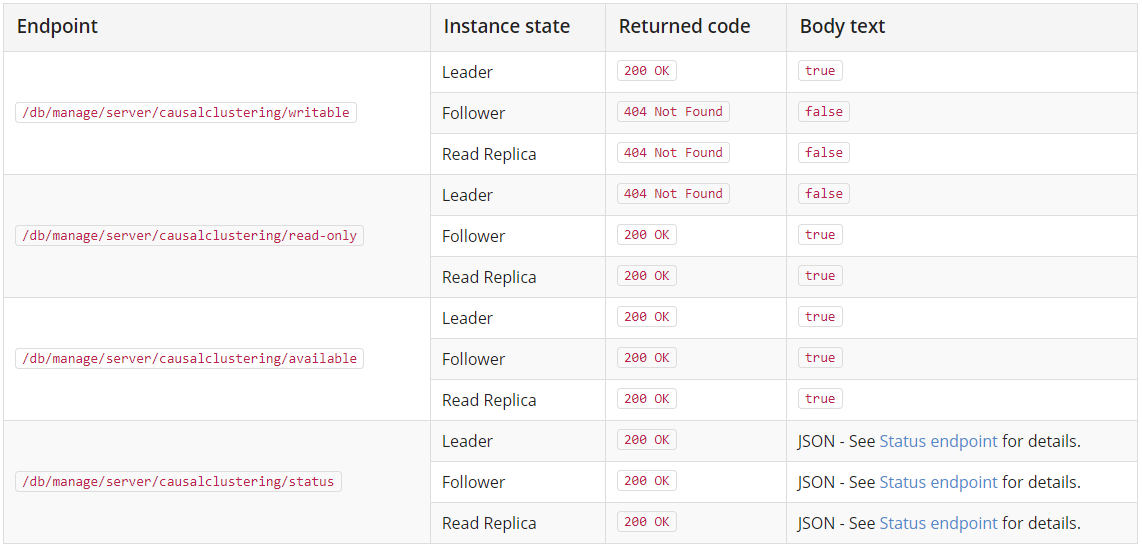 Endpoint Instance state Returned code Body text
/db/manage/server/causalclustering/writable
Leader 200 OK true
Follower 404 Not Found false
Read Replica 404 Not Found false
/db/manage/server/causalclustering/read-only
Leader 404 Not Found false
Follower 200 OK true
Read Replica 200 OK true
/db/manage/server/causalclustering/available
Leader 200 OK true
Follower 200 OK true
Read Replica 200 OK true
/db/manage/server/causalclustering/status
Leader 200 OK JSON - See Status endpoint for details.
Follower 200 OK JSON - See Status endpoint for details.
Read Replica 200 OK JSON - See Status endpoint for details.